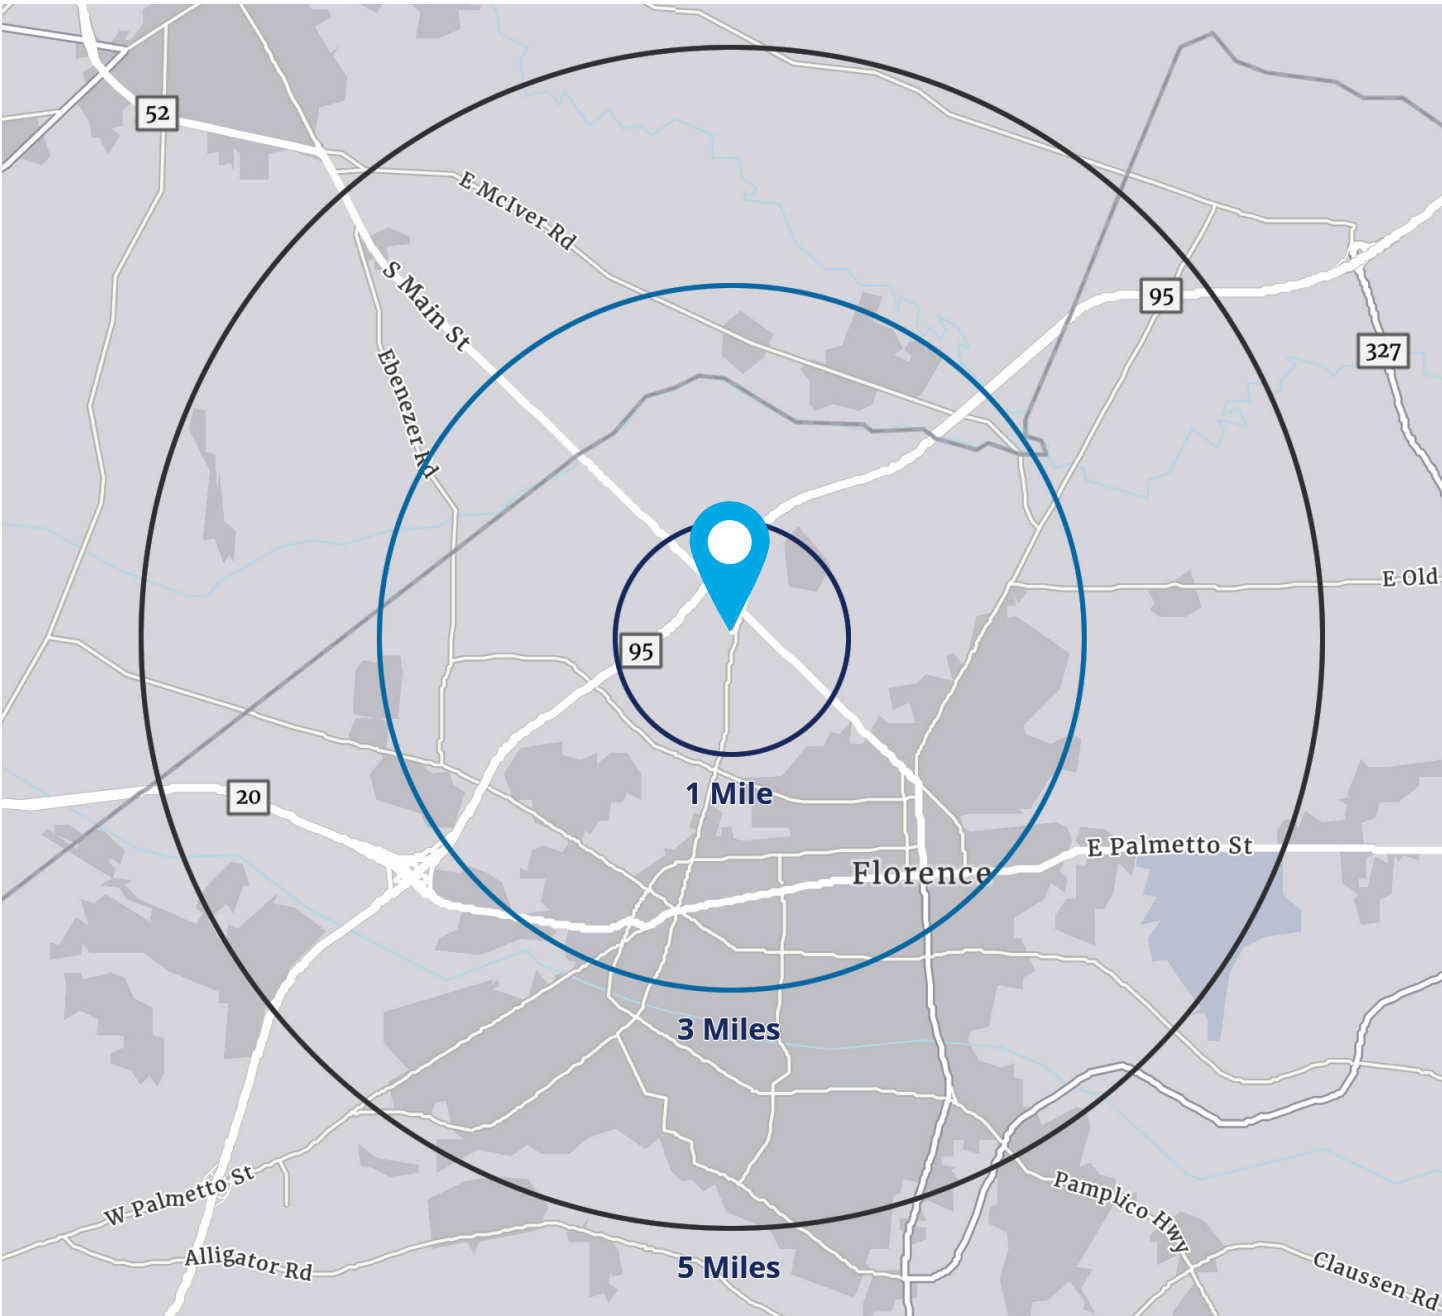 52
E McIver Rd
S Main St
95
327
Ebenezer Rd
E Old
95
1 Mile
20
E Palmetto St
Florence
3 Miles
W Palmetto St
Pamplico Hwy
Alligator Rd
5 Miles
Claussen Rd